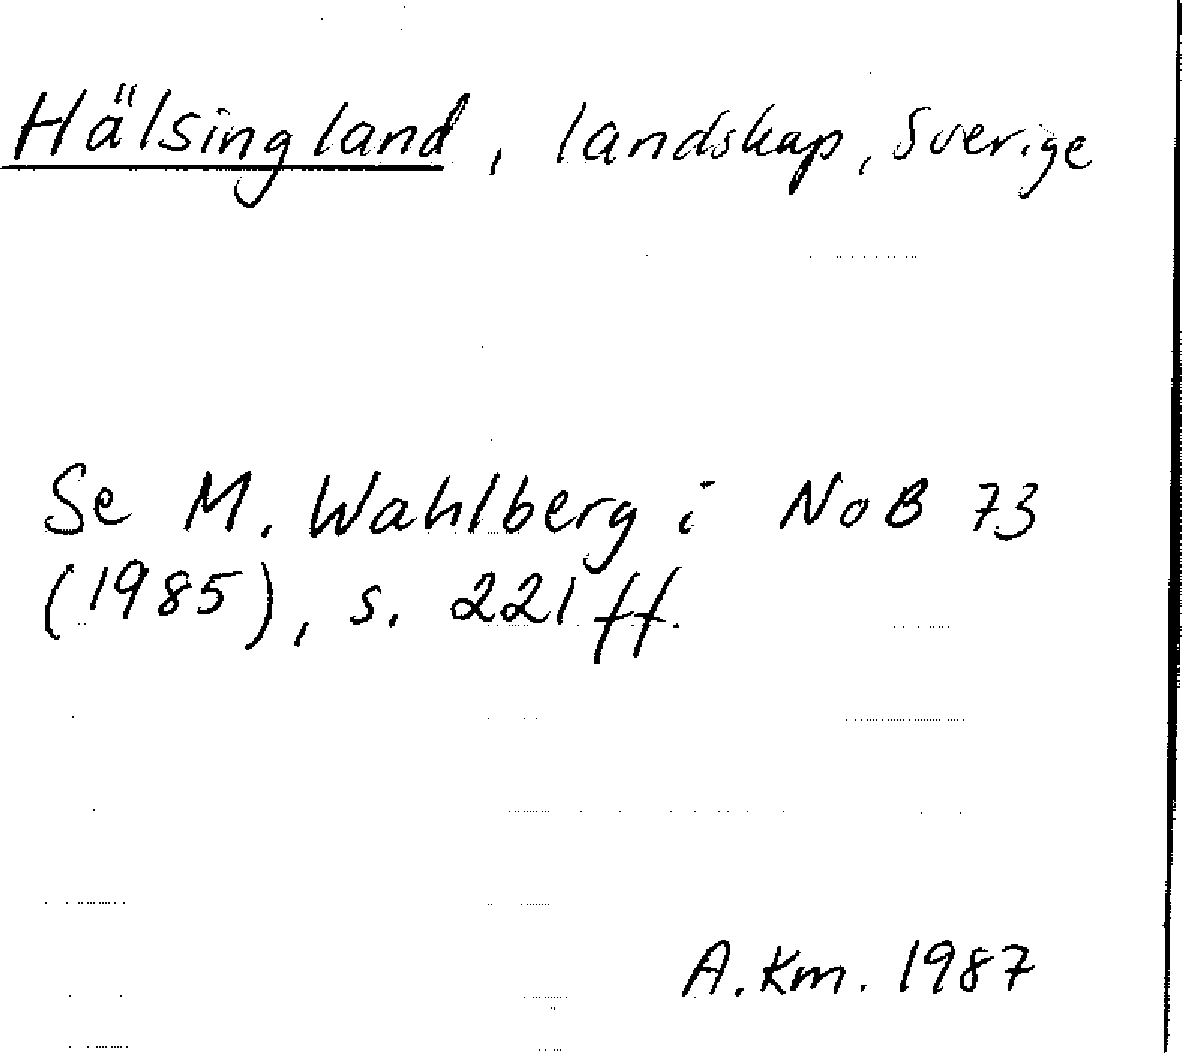 Hälsingland, landskap, Sverige
Se M. Wahlberg i NoB 73
(1985), s. 221 ff.
A. Km. 1987